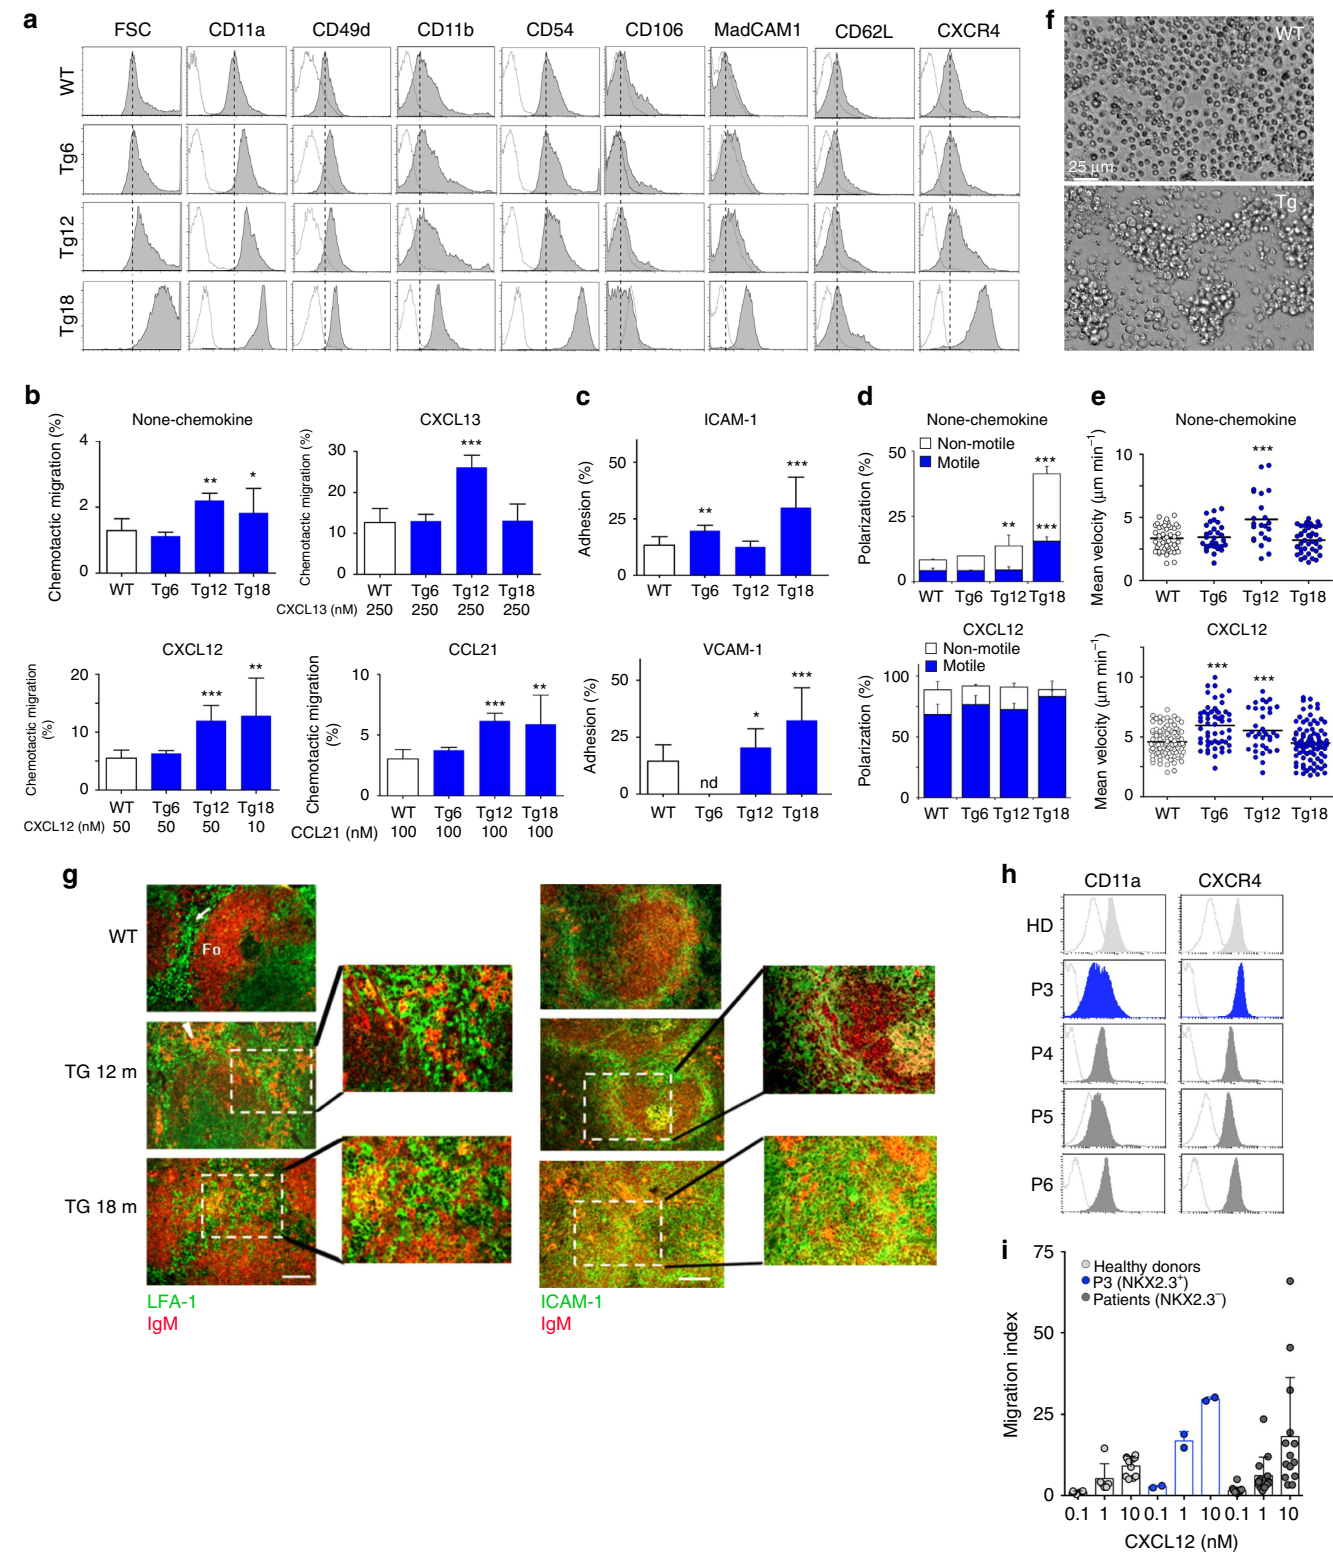 a
FSC CD11a CD49d CD11b CD54 CD106 MadCAM1 CD62L CXCR4
WT
Tg6
Tg12
Tg18
f
WT
25 µm
Tg
b
None-chemokine
Chemotactic migration (%)
4
2
0
** *
WT Tg6 Tg12 Tg18
CXCL13
Chemotactic migration (%)
30
20
10
0
***
WT Tg6 Tg12 Tg18
CXCL13 (nM) 250 250 250 250
CXCL12
Chemotactic migration (%)
20
10
0
*** **
WT Tg6 Tg12 Tg18
CXCL12 (nM) 50 50 50 10
CCL21
Chemotactic migration (%)
10
5
0
*** **
WT Tg6 Tg12 Tg18
CCL21 (nM) 100 100 100 100
c
ICAM-1
Adhesion (%)
50
25
0
** ***
WT Tg6 Tg12 Tg18
VCAM-1
Adhesion (%)
50
25
0
nd * ***
WT Tg6 Tg12 Tg18
d
None-chemokine
Non-motile
Motile
Polarization (%)
50
25
0
** *** ***
WT Tg6 Tg12 Tg18
CXCL12
Non-motile
Motile
Polarization (%)
100
50
0
WT Tg6 Tg12 Tg18
e
None-chemokine
Mean velocity (µm min⁻¹)
10
5
0
***
WT Tg6 Tg12 Tg18
CXCL12
Mean velocity (µm min⁻¹)
10
5
0
*** ***
WT Tg6 Tg12 Tg18
g
WT
Fo
TG 12 m
TG 18 m
LFA-1
IgM
ICAM-1
IgM
h
CD11a CXCR4
HD
P3
P4
P5
P6
i
Migration index
75
50
25
0
Healthy donors
P3 (NKX2.3⁺)
Patients (NKX2.3⁻)
0.1 1 10 0.1 1 10 0.1 1 10
CXCL12 (nM)